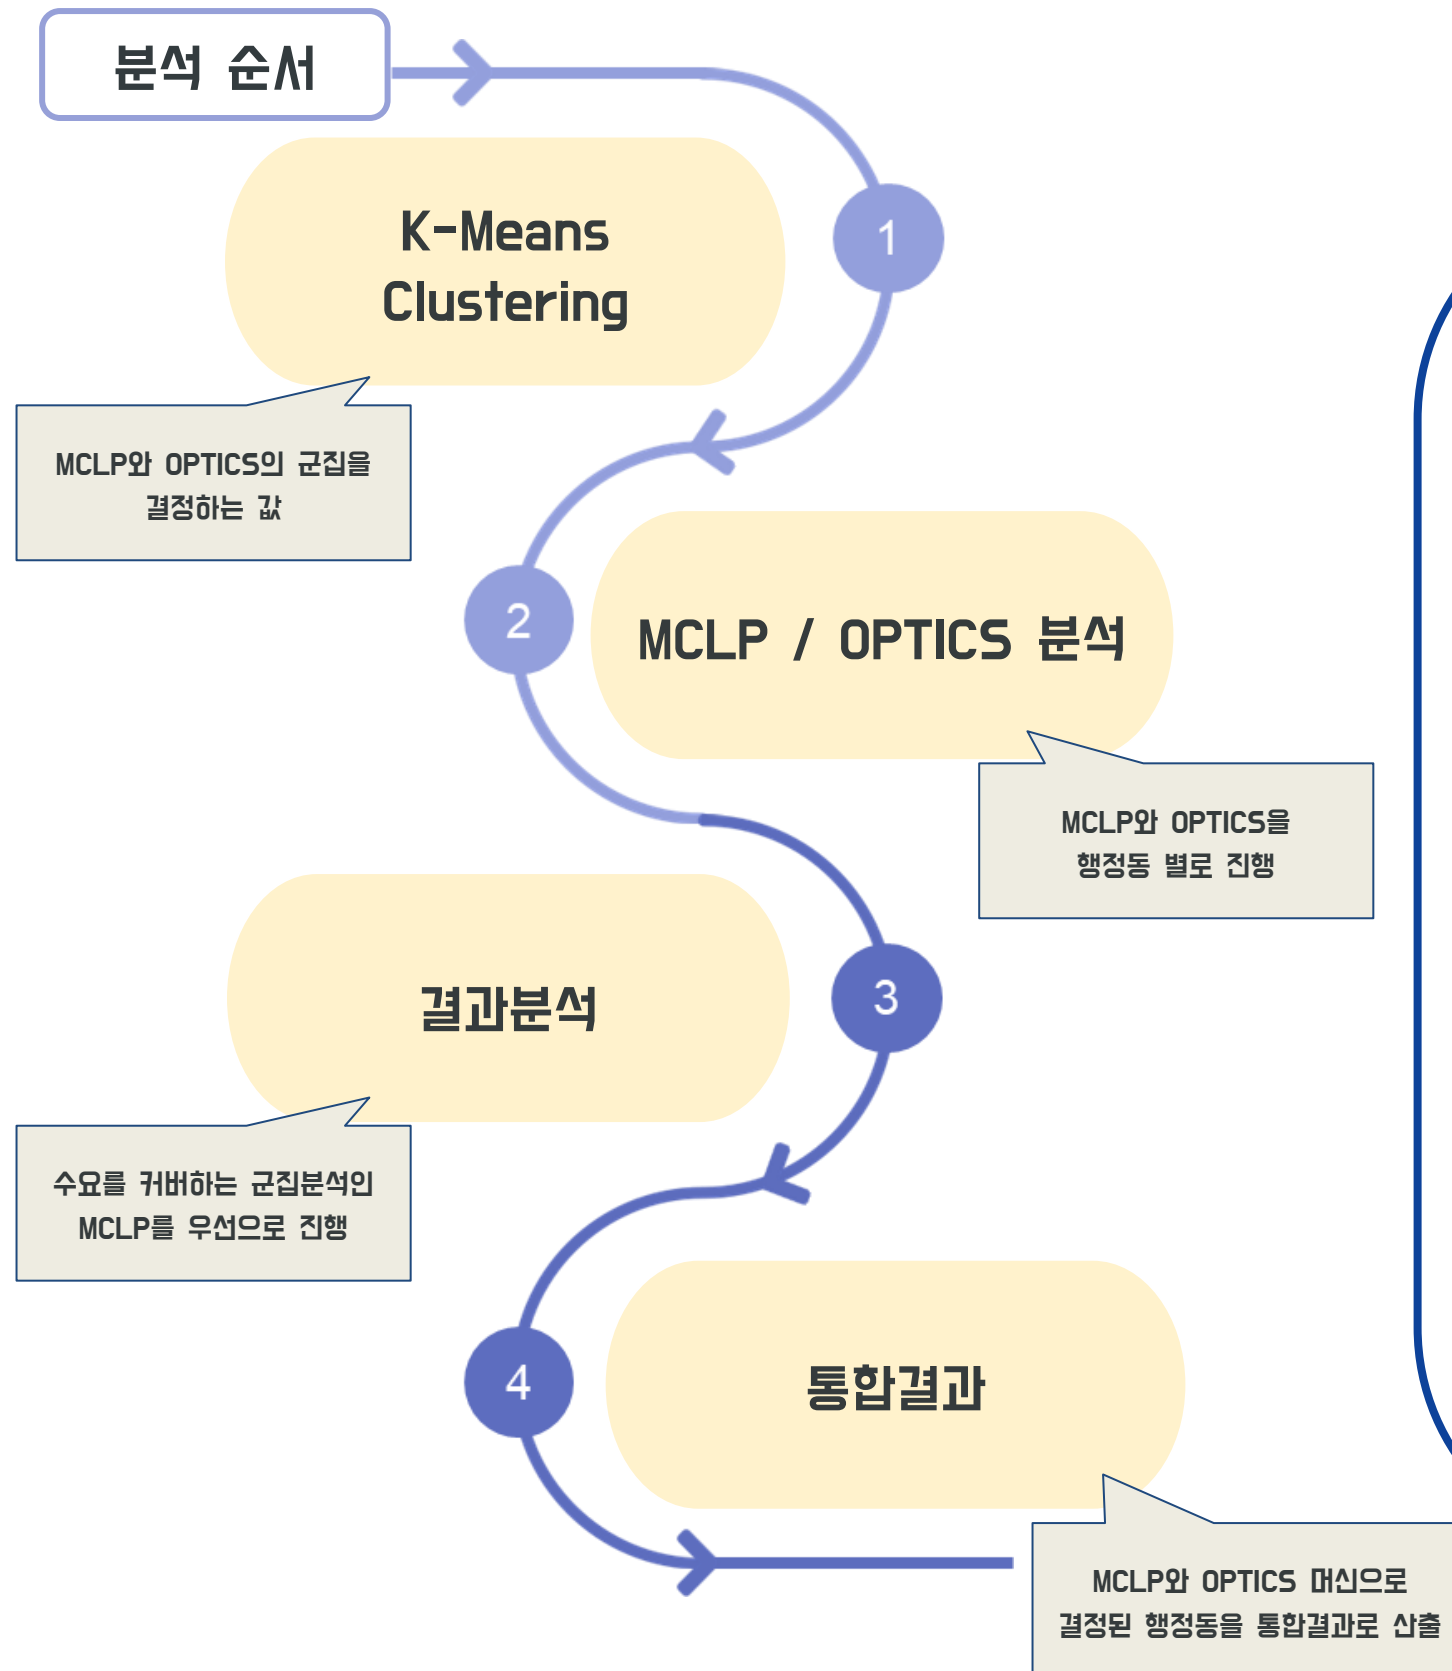 분석 순서
1
K-Means
Clustering
MCLP와 OPTICS의 군집을
결정하는 값
2
MCLP / OPTICS 분석
MCLP와 OPTICS을
행정동 별로 진행
3
결과분석
수요를 커버하는 군집분석인
MCLP를 우선으로 진행
4
통합결과
MCLP와 OPTICS 머신으로
결정된 행정동을 통합결과로 산출